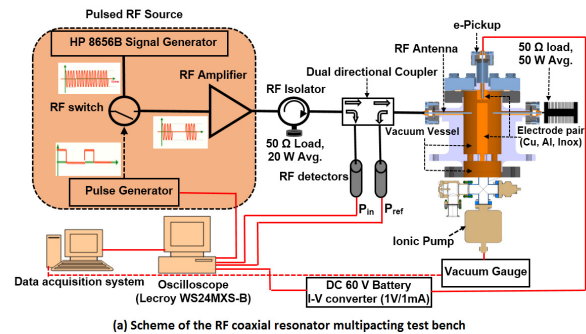 Pulsed RF Source
HP 8656B Signal Generator
RF switch
RF Amplifier
Pulse Generator
RF Isolator
50 Ω Load,
20 W Avg.
Dual directional Coupler
RF detectors
Pin
Pref
e-Pickup
RF Antenna
50 Ω load,
50 W Avg.
Vacuum Vessel
Electrode pair
(Cu, Al, Inox)
Ionic Pump
Vacuum Gauge
DC 60 V Battery
I-V converter (1V/1mA)
Data acquisition system
Oscilloscope
(Lecroy WS24MXS-B)
(a) Scheme of the RF coaxial resonator multipacting test bench